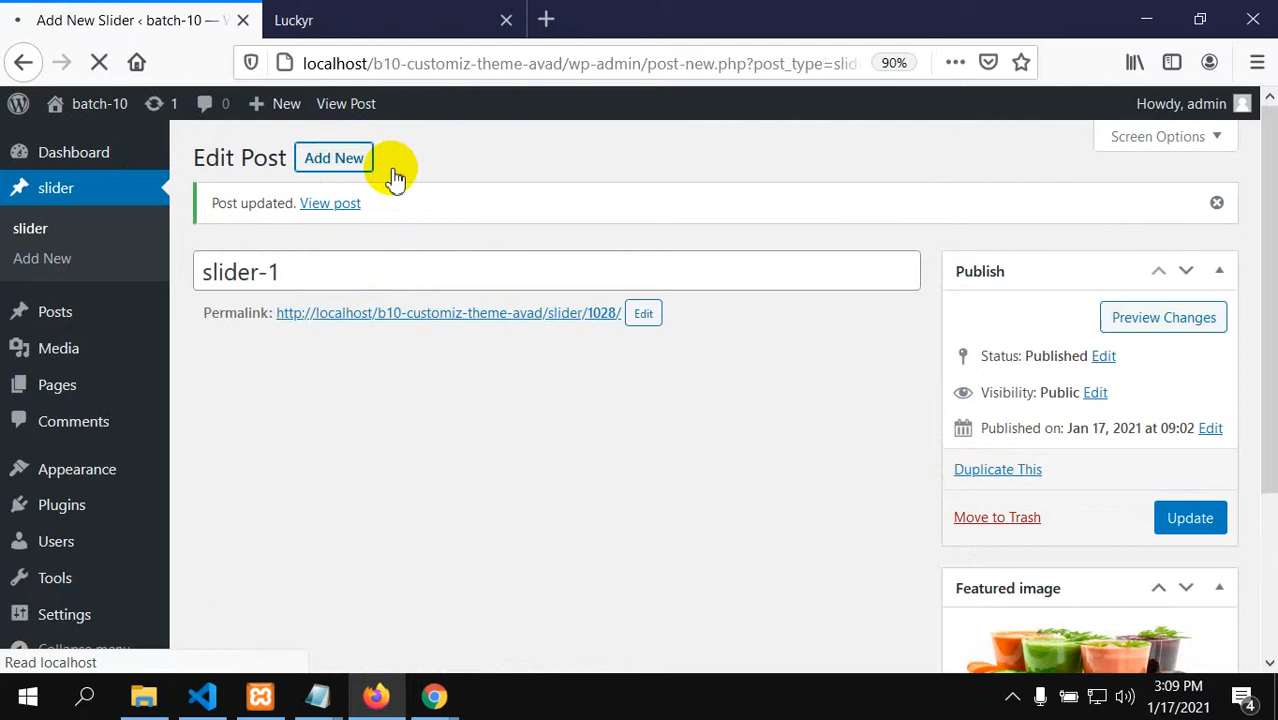 Add New Slider ‹ batch-10 —
Luckyr
localhost/b10-customiz-theme-avad/wp-admin/post-new.php?post_type=slid
90%
batch-10
1
0
New
View Post
Howdy, admin
Dashboard
slider
slider
Add New
Posts
Media
Pages
Comments
Appearance
Plugins
Users
Tools
Settings
Collapse menu
Edit Post
Add New
Screen Options
Post updated. View post
slider-1
Permalink: http://localhost/b10-customiz-theme-avad/slider/1028/
Edit
Publish
Preview Changes
Status: Published Edit
Visibility: Public Edit
Published on: Jan 17, 2021 at 09:02 Edit
Duplicate This
Move to Trash
Update
Featured image
Read localhost
3:09 PM
1/17/2021
4